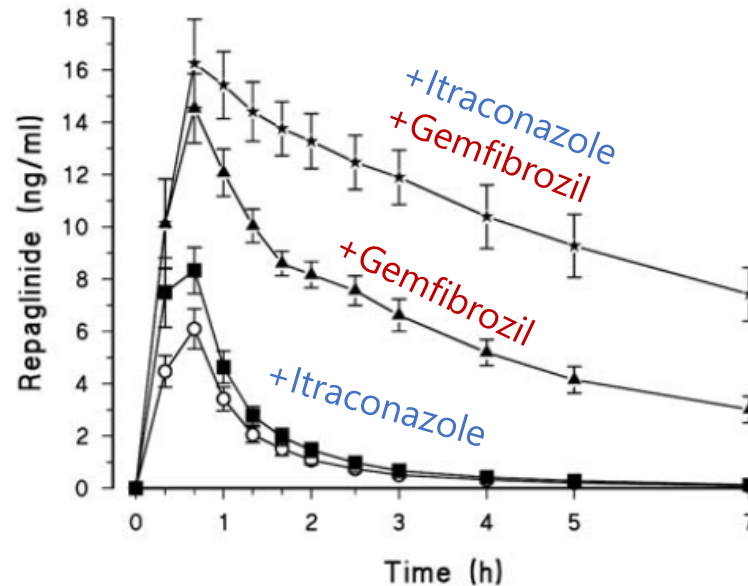 18
16
14
12
10
8
6
4
2
0
Repaglinide (ng/ml)
+Itraconazole
+Gemfibrozil
+Gemfibrozil
+Itraconazole
0 1 2 3 4 5 7
Time (h)